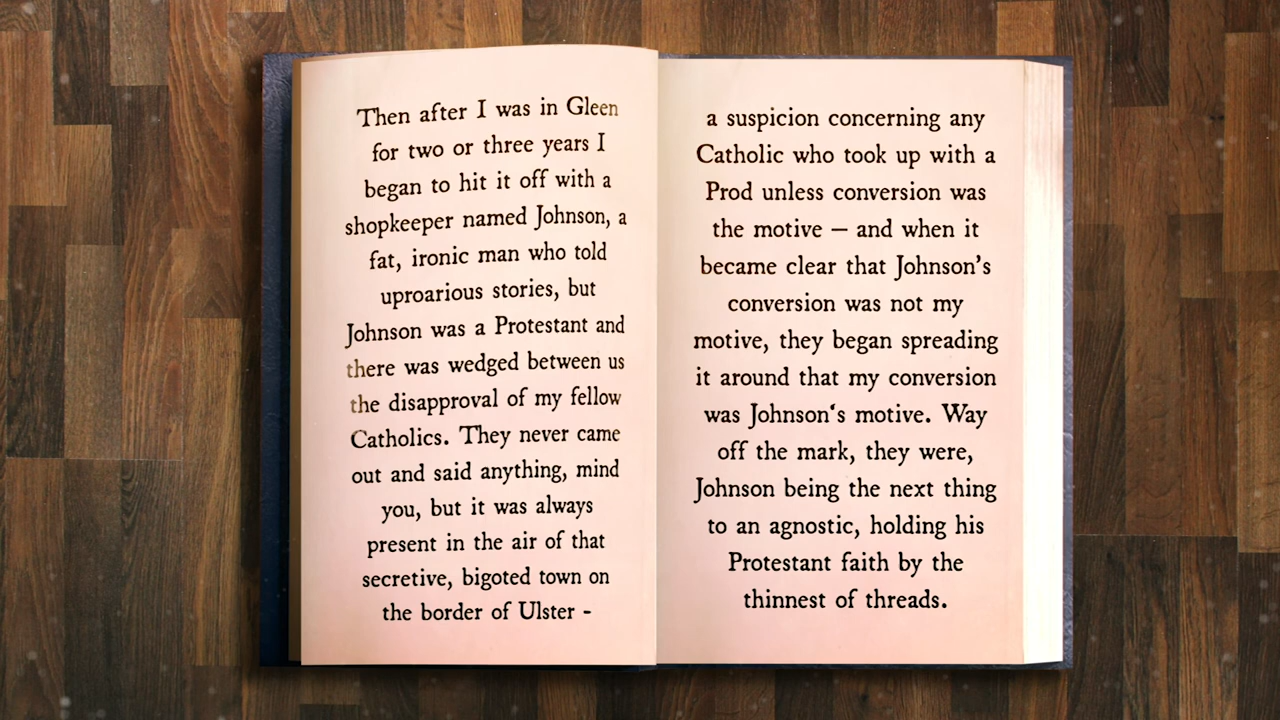 Then after I was in Gleen
for two or three years I
began to hit it off with a
shopkeeper named Johnson, a
fat, ironic man who told
uproarious stories, but
Johnson was a Protestant and
there was wedged between us
the disapproval of my fellow
Catholics. They never came
out and said anything, mind
you, but it was always
present in the air of that
secretive, bigoted town on
the border of Ulster -
a suspicion concerning any
Catholic who took up with a
Prod unless conversion was
the motive – and when it
became clear that Johnson’s
conversion was not my
motive, they began spreading
it around that my conversion
was Johnson‘s motive. Way
off the mark, they were,
Johnson being the next thing
to an agnostic, holding his
Protestant faith by the
thinnest of threads.